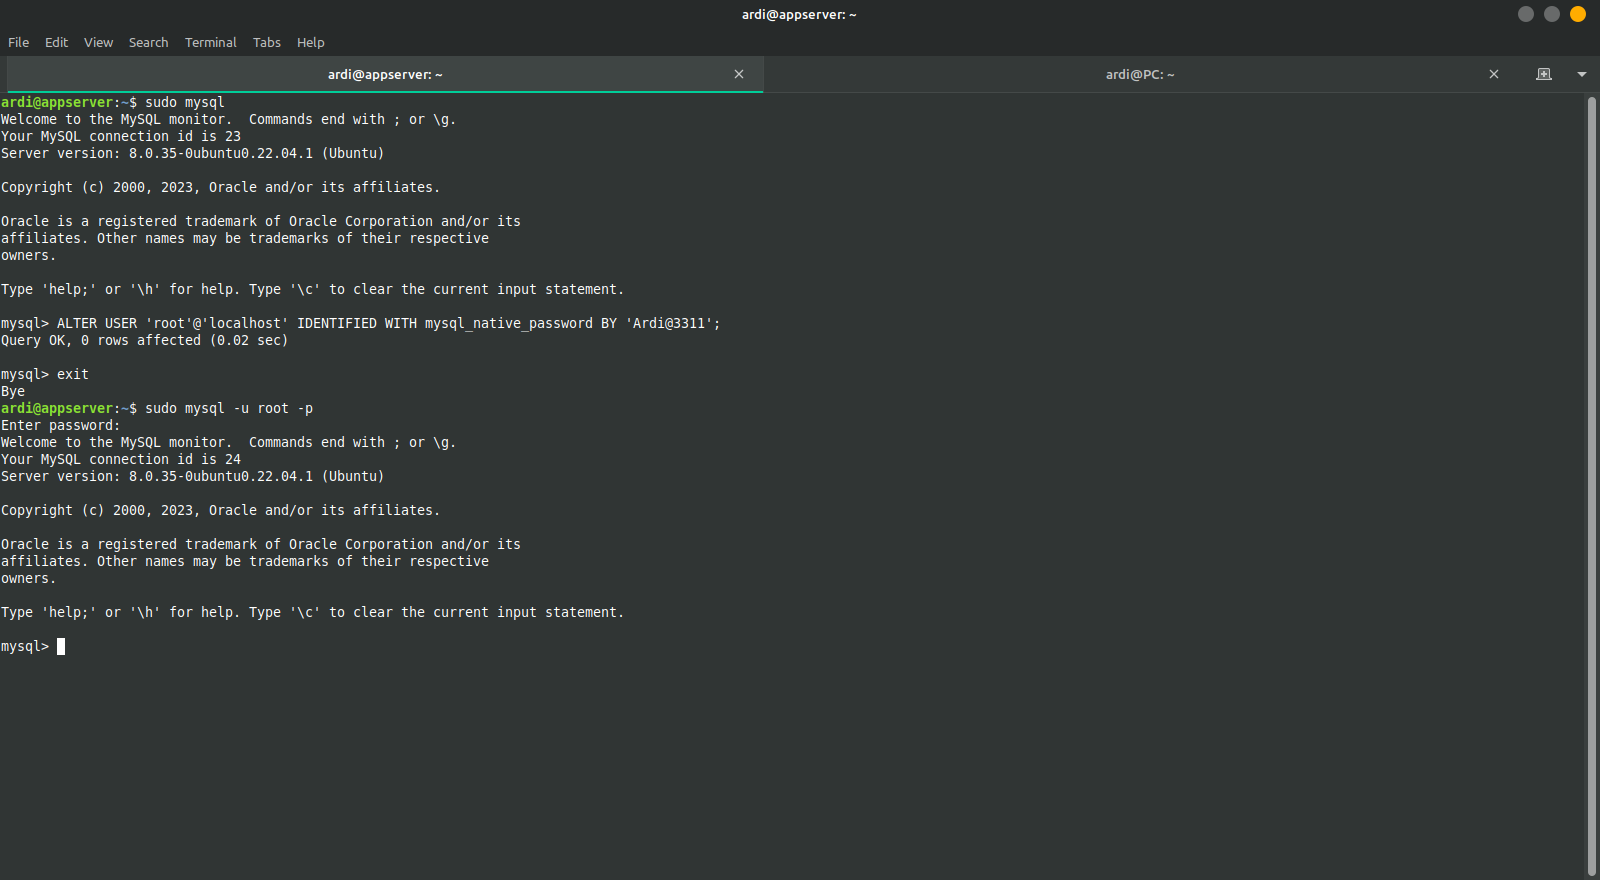 ardi@appserver: ~
File Edit View Search Terminal Tabs Help
ardi@appserver: ~ ardi@PC: ~
ardi@appserver:~$ sudo mysql
Welcome to the MySQL monitor.  Commands end with ; or \g.
Your MySQL connection id is 23
Server version: 8.0.35-0ubuntu0.22.04.1 (Ubuntu)
Copyright (c) 2000, 2023, Oracle and/or its affiliates.
Oracle is a registered trademark of Oracle Corporation and/or its
affiliates. Other names may be trademarks of their respective
owners.
Type 'help;' or '\h' for help. Type '\c' to clear the current input statement.
mysql> ALTER USER 'root'@'localhost' IDENTIFIED WITH mysql_native_password BY 'Ardi@3311';
Query OK, 0 rows affected (0.02 sec)
mysql> exit
Bye
ardi@appserver:~$ sudo mysql -u root -p
Enter password:
Welcome to the MySQL monitor.  Commands end with ; or \g.
Your MySQL connection id is 24
Server version: 8.0.35-0ubuntu0.22.04.1 (Ubuntu)
Copyright (c) 2000, 2023, Oracle and/or its affiliates.
Oracle is a registered trademark of Oracle Corporation and/or its
affiliates. Other names may be trademarks of their respective
owners.
Type 'help;' or '\h' for help. Type '\c' to clear the current input statement.
mysql>